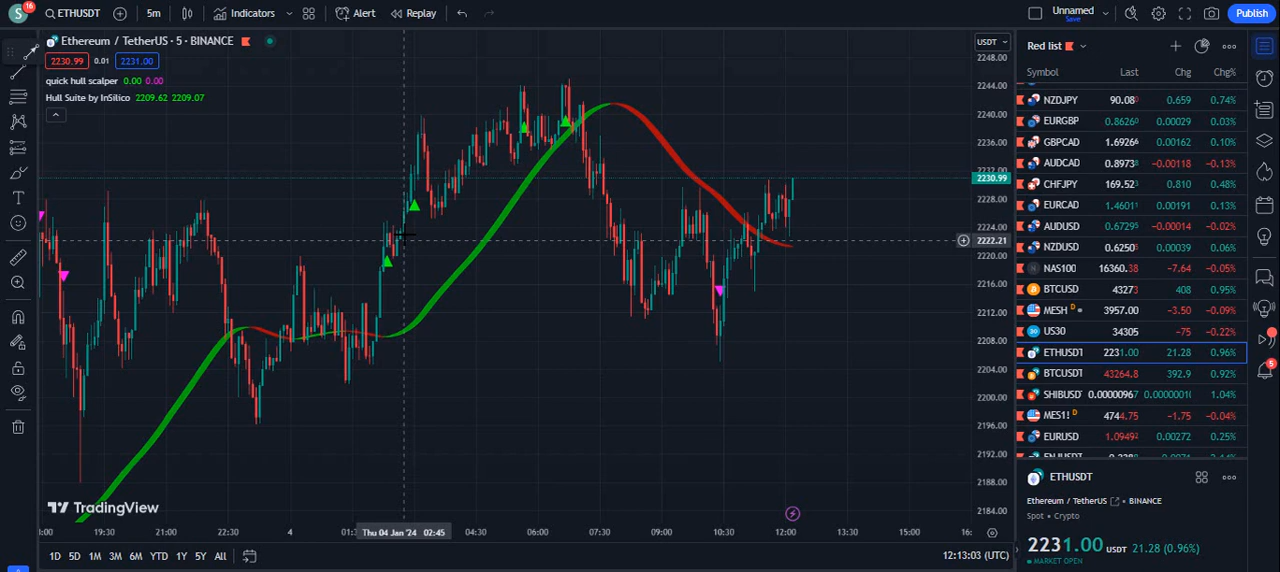 S 16 ETHUSDT 5m Indicators Alert Replay Unnamed Save Publish
Ethereum / TetherUS · 5 · BINANCE
2230.99 0.01 2231.00
quick hull scalper 0.00 0.00
Hull Suite by InSilico 2209.62 2209.07
USDT
2248.00
2244.00
2240.00
2236.00
2232.00
2230.99
2228.00
2224.00
2222.21
2220.00
2216.00
2212.00
2208.00
2204.00
2200.00
2196.00
2192.00
2188.00
2184.00
TradingView
19:30 21:00 22:30 4 Thu 04 Jan '24 02:45 04:30 06:00 07:30 09:00 10:30 12:00 13:30 15:00
1D 5D 1M 3M 6M YTD 1Y 5Y All 12:13:03 (UTC)
Red list
Symbol Last Chg Chg%
NZDJPY 90.080 0.659 0.74%
EURGBP 0.86260 0.00029 0.03%
GBPCAD 1.69266 0.00162 0.10%
AUDCAD 0.89738 −0.00118 −0.13%
CHFJPY 169.523 0.810 0.48%
EURCAD 1.46011 0.00191 0.13%
AUDUSD 0.67295 −0.00014 −0.02%
NZDUSD 0.62505 0.00039 0.06%
NAS100 16360.38 −7.64 −0.05%
BTCUSD 43273 408 0.95%
MESH D 3957.00 −3.50 −0.09%
US30 34305 −75 −0.22%
ETHUSDT 2231.00 21.28 0.96%
BTCUSDT 43264.8 392.9 0.92%
SHIBUSDT 0.00000967 0.0000001( 1.04%
MES1! D 4744.75 −1.75 −0.04%
EURUSD 1.09492 0.00272 0.25%
ETHUSDT
Ethereum / TetherUS BINANCE
Spot • Crypto
2231.00 USDT 21.28 (0.96%)
MARKET OPEN
5